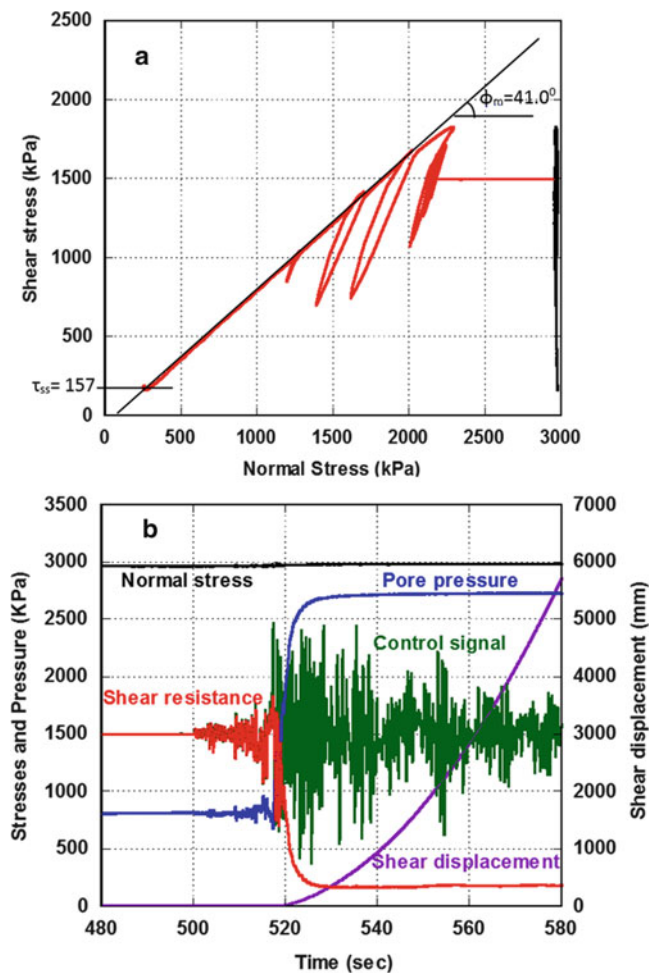 a
2500
2000
1500
1000
500
0
Shear stress (kPa)
ϕm=41.0⁰
τss= 157
0 500 1000 1500 2000 2500 3000
Normal Stress (kPa)
b
3500
3000
2500
2000
1500
1000
500
0
Stresses and Pressure (KPa)
7000
6000
5000
4000
3000
2000
1000
0
Shear displacement (mm)
Normal stress
Pore pressure
Control signal
Shear resistance
Shear displacement
480 500 520 540 560 580
Time (sec)